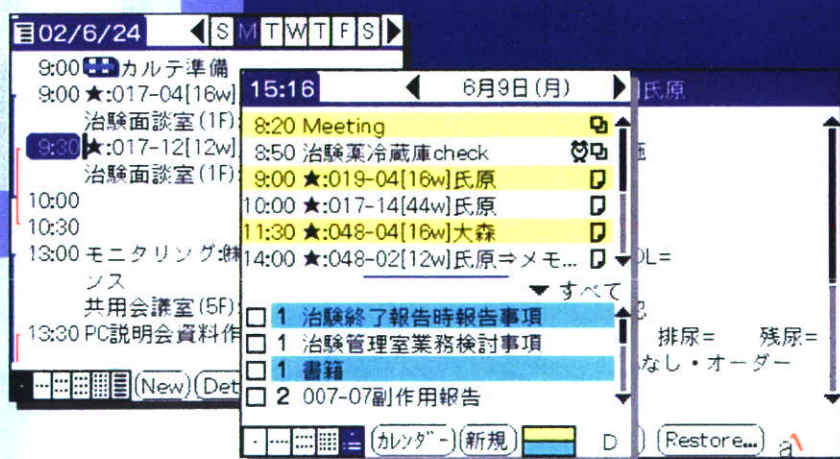 02/6/24
S M T W T F S
9:00 カルテ準備
9:00 ★:017-04[16w]
治験面談室(1F)
9:30 ★:017-12[12w]
治験面談室(1F)
10:00
10:30
13:00 モニタリング:
ンス
共用会議室(5F)
13:30 PC説明会資料作
(New) (Det
15:16
6月9日(月)
8:20 Meeting
8:50 治験薬冷蔵庫check
9:00 ★:019-04[16w]氏原
10:00 ★:017-14[44w]氏原
11:30 ★:048-04[16w]大森
14:00 ★:048-02[12w]氏原⇒メモ...
すべて
1 治験終了報告時報告事項
1 治験管理室業務検討事項
1 書籍
2 007-07副作用報告
(カレンダー) (新規)
D
氏原
OL=
排尿= 残尿=
なし・オーダー
(Restore...)
a